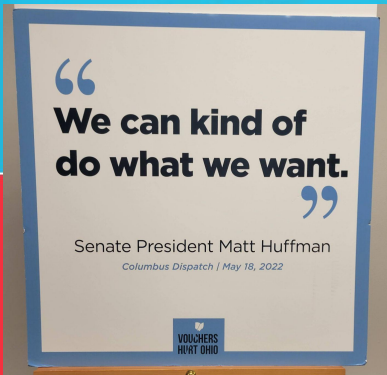 “
We can kind of
do what we want.
”
Senate President Matt Huffman
Columbus Dispatch | May 18, 2022
VOUCHERS
HURT OHIO